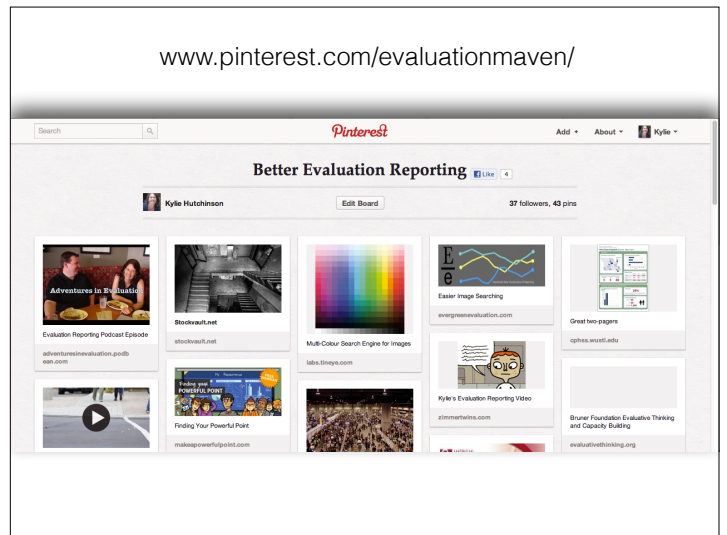 www.pinterest.com/evaluationmaven/
Search
Pinterest
Add +
About
Kylie
Better Evaluation Reporting
Like
4
Kylie Hutchinson
Edit Board
37 followers, 43 pins
Adventures in Evaluation
Evaluation Reporting Podcast Episode
adventuresinevaluation.podb
ean.com
Stockvault.net
stockvault.net
Finding your
POWERFUL POINT
Finding Your Powerful Point
makeapowerfulpoint.com
Multi-Colour Search Engine for Images
labs.tineye.com
E
e
Easier Image Searching
evergreenevaluation.com
Kylie's Evaluation Reporting Video
zimmertwins.com
Great two-pagers
cphss.wustl.edu
Bruner Foundation Evaluative Thinking
and Capacity Building
evaluativethinking.org